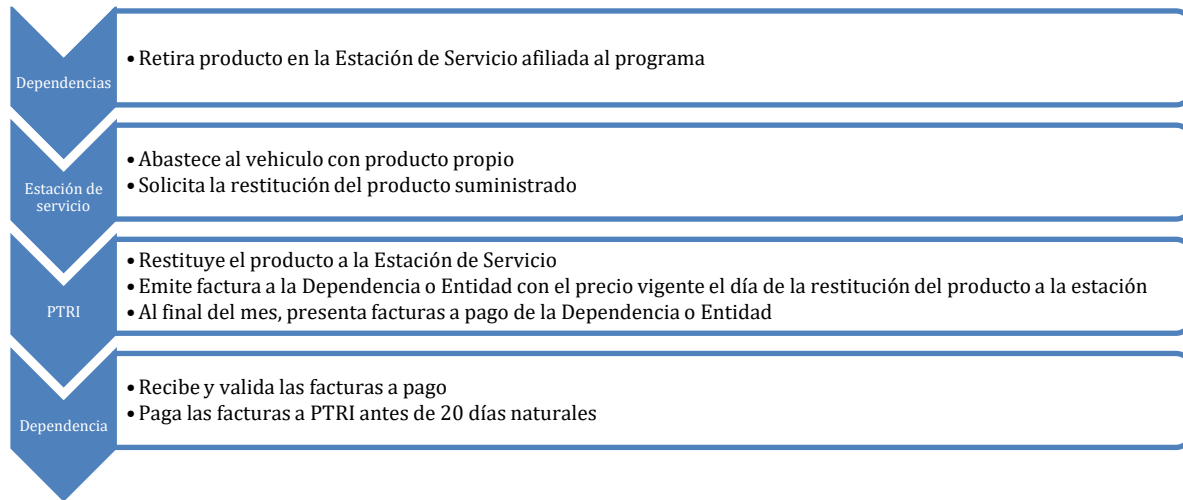 Dependencias
• Retira producto en la Estación de Servicio afiliada al programa
Estación de
servicio
• Abastece al vehiculo con producto propio
• Solicita la restitución del producto suministrado
PTRI
• Restituye el producto a la Estación de Servicio
• Emite factura a la Dependencia o Entidad con el precio vigente el día de la restitución del producto a la estación
• Al final del mes, presenta facturas a pago de la Dependencia o Entidad
Dependencia
• Recibe y valida las facturas a pago
• Paga las facturas a PTRI antes de 20 días naturales